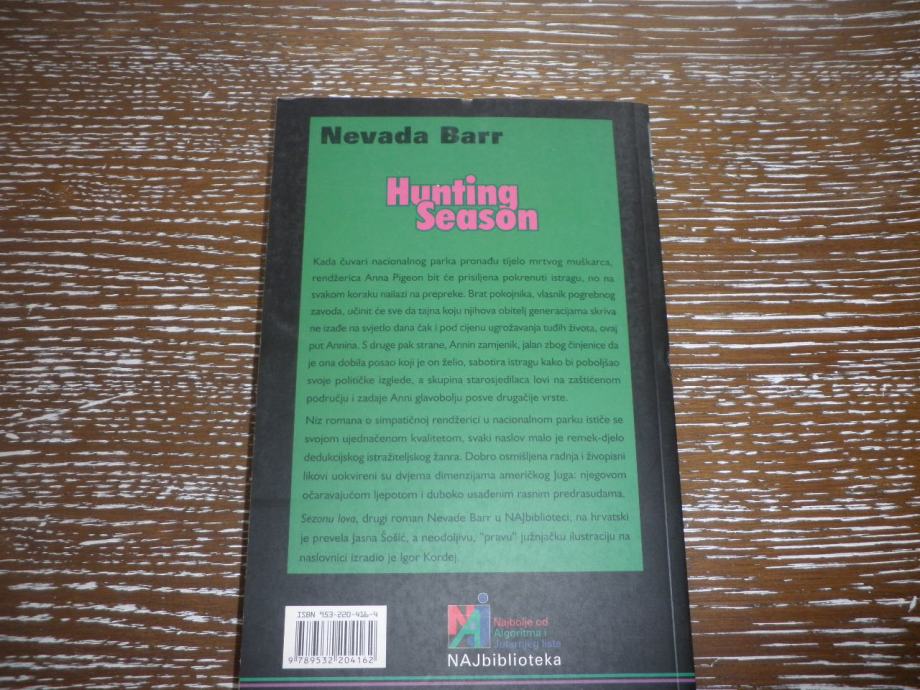 Nevada Barr
Hunting
Season
Kada čuvari nacionalnog parka pronađu tijelo mrtvog muškarca,
rendžerica Anna Pigeon bit će prisiljena pokrenuti istragu, no na
svakom koraku nailazi na prepreke. Brat pokojnika, vlasnik pogrebnog
zavoda, učinit će sve da tajna koju njihova obitelj generacijama skriva
ne izađe na svjetlo dana čak i pod cijenu ugrožavanja tuđih života, ovaj
put Annina. S druge pak strane, Annin zamjenik, jalan zbog činjenice da
je ona dobila posao koji je on želio, sabotira istragu kako bi poboljšao
svoje političke izglede, a skupina starosjedilaca lovi na zaštićenom
području i zadaje Anni glavobolju posve drugačije vrste.
Niz romana o simpatičnoj rendžerici u nacionalnom parku ističe se
svojom ujednačenom kvalitetom, svaki naslov malo je remek-djelo
dedukcijskog istražiteljskog žanra. Dobro osmišljena radnja i živopisni
likovi uokvireni su dvjema dimenzijama američkog Juga: njegovom
očaravajućom ljepotom i duboko usađenim rasnim predrasudama.
Sezonu lova, drugi roman Nevade Barr u NAJbiblioteci, na hrvatski
je prevela Jasna Šošić, a neodoljivu, "pravu" južnjačku ilustraciju na
naslovnici izradio je Igor Kordej.
ISBN 953-220-416-4
9 789532 204162
NAJ
Najbolje od
Algoritma i
Jutarnjeg liste
NAJbiblioteka